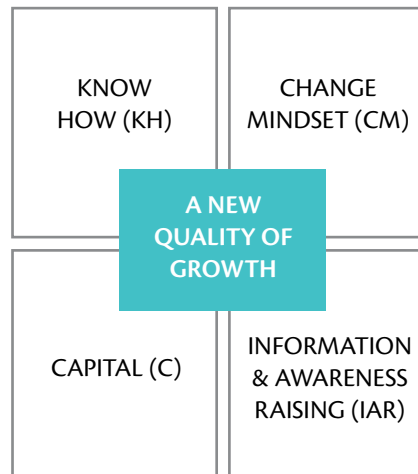 KNOW
HOW (KH)
CHANGE
MINDSET (CM)
A NEW
QUALITY OF
GROWTH
CAPITAL (C)
INFORMATION
& AWARENESS
RAISING (IAR)